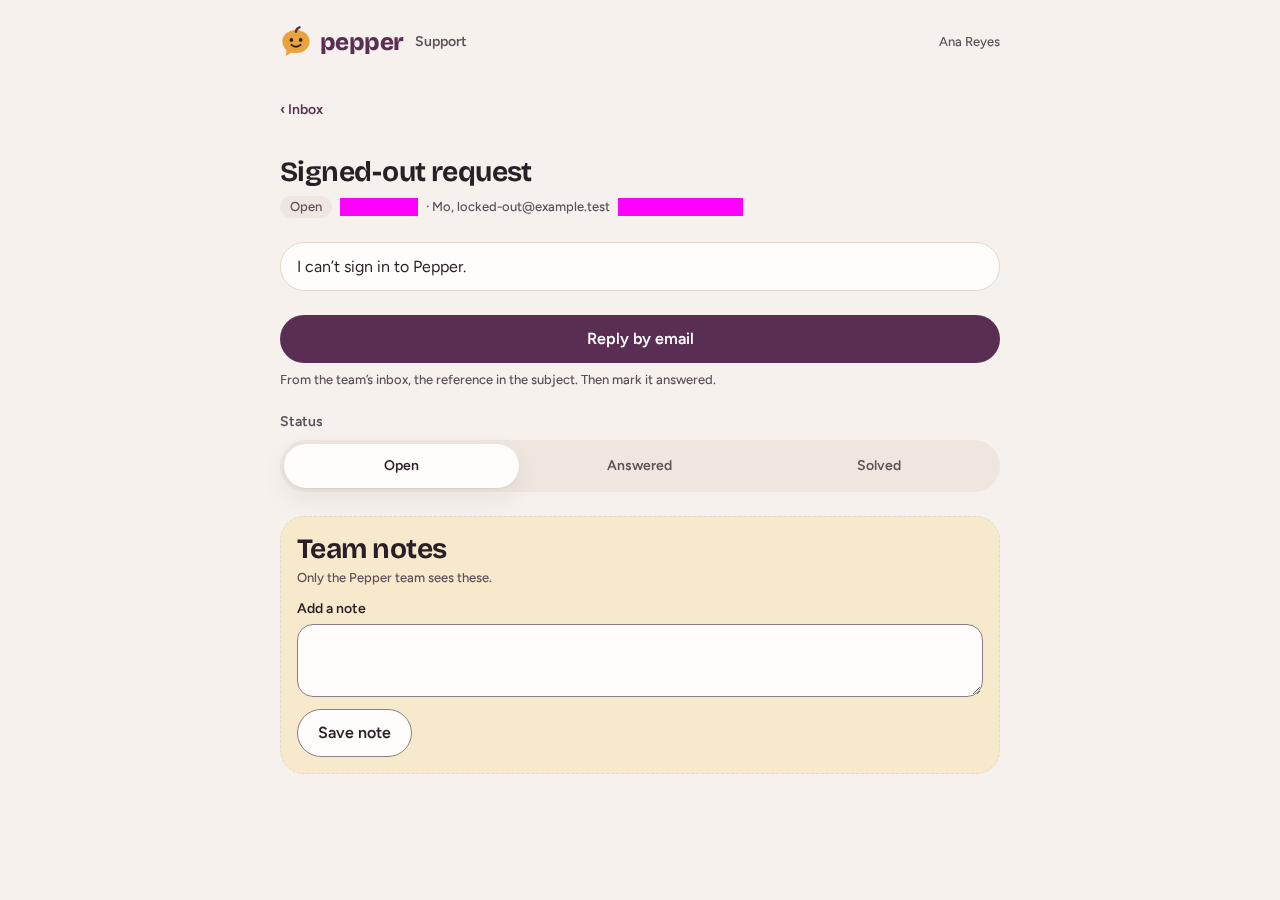 pepper Support
Ana Reyes
‹ Inbox
Signed-out request
Open · Mo, locked-out@example.test
I can’t sign in to Pepper.
Reply by email
From the team’s inbox, the reference in the subject. Then mark it answered.
Status
Open Answered Solved
Team notes
Only the Pepper team sees these.
Add a note
Save note